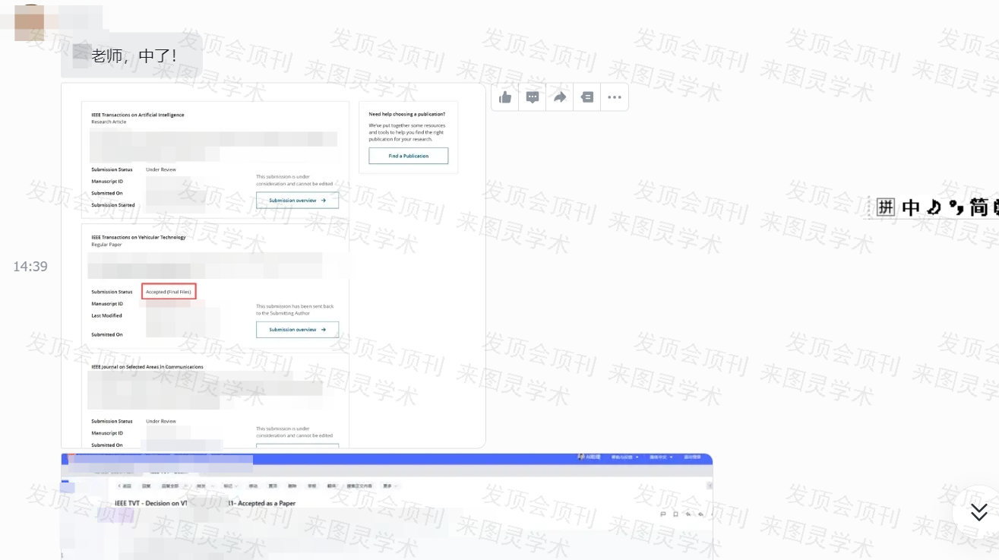 老师，中了！
IEEE Transactions on Artificial Intelligence
Research Article
Submission Status Under Review
Manuscript ID
Submitted On
Submission Started
This submission is under
consideration and cannot be edited
Submission overview →
Need help choosing a publication?
We've put together some resources
and tools to help you find the right
publication for your research.
Find a Publication
IEEE Transactions on Vehicular Technology
Regular Paper
Submission Status Accepted (Final Files)
Manuscript ID
Last Modified
Submitted On
This submission has been sent back
to the Submitting Author
Submission overview →
14:39
IEEE Journal on Selected Areas in Communications
Submission Status Under Review
Manuscript ID
Submitted On
This submission is under
consideration and cannot be edited
拼 中 简
IEEE TVT - Decision on VT
1- Accepted as a Paper
发顶会顶刊
来图灵学术